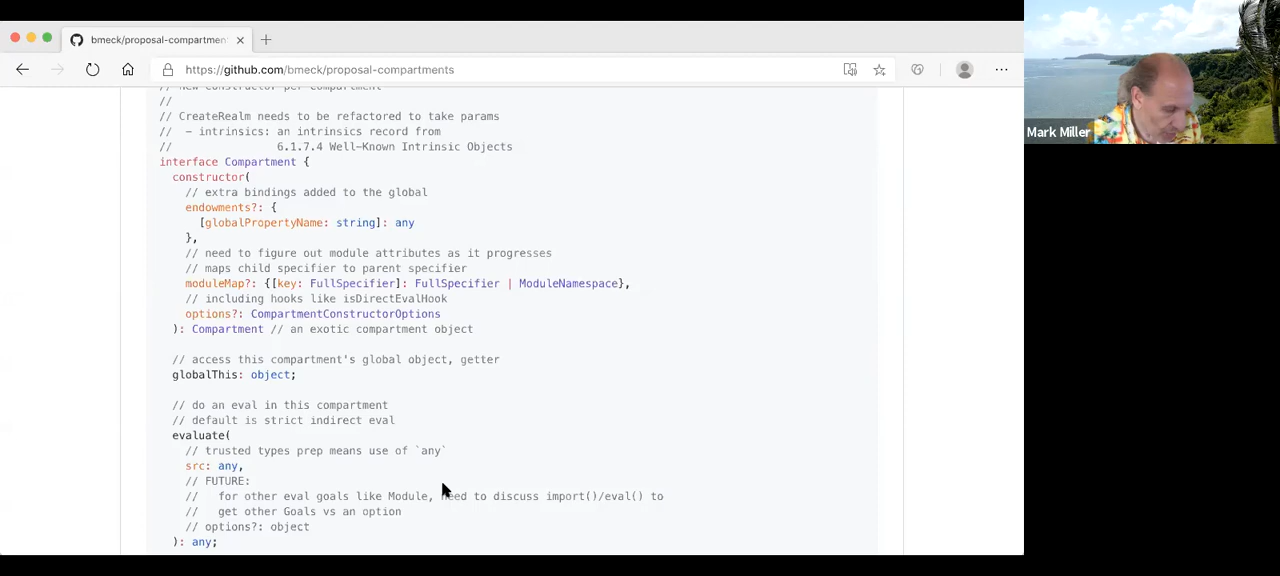 bmeck/proposal-compartmen
https://github.com/bmeck/proposal-compartments
// New Constructor per Compartment
//
// CreateRealm needs to be refactored to take params
//  - intrinsics: an intrinsics record from
//              6.1.7.4 Well-Known Intrinsic Objects
interface Compartment {
constructor(
// extra bindings added to the global
endowments?: {
[globalPropertyName: string]: any
},
// need to figure out module attributes as it progresses
// maps child specifier to parent specifier
moduleMap?: {[key: FullSpecifier]: FullSpecifier | ModuleNamespace},
// including hooks like isDirectEvalHook
options?: CompartmentConstructorOptions
): Compartment // an exotic compartment object
// access this compartment's global object, getter
globalThis: object;
// do an eval in this compartment
// default is strict indirect eval
evaluate(
// trusted types prep means use of `any`
src: any,
// FUTURE:
//   for other eval goals like Module, need to discuss import()/eval() to
//   get other Goals vs an option
// options?: object
): any;
Mark Miller